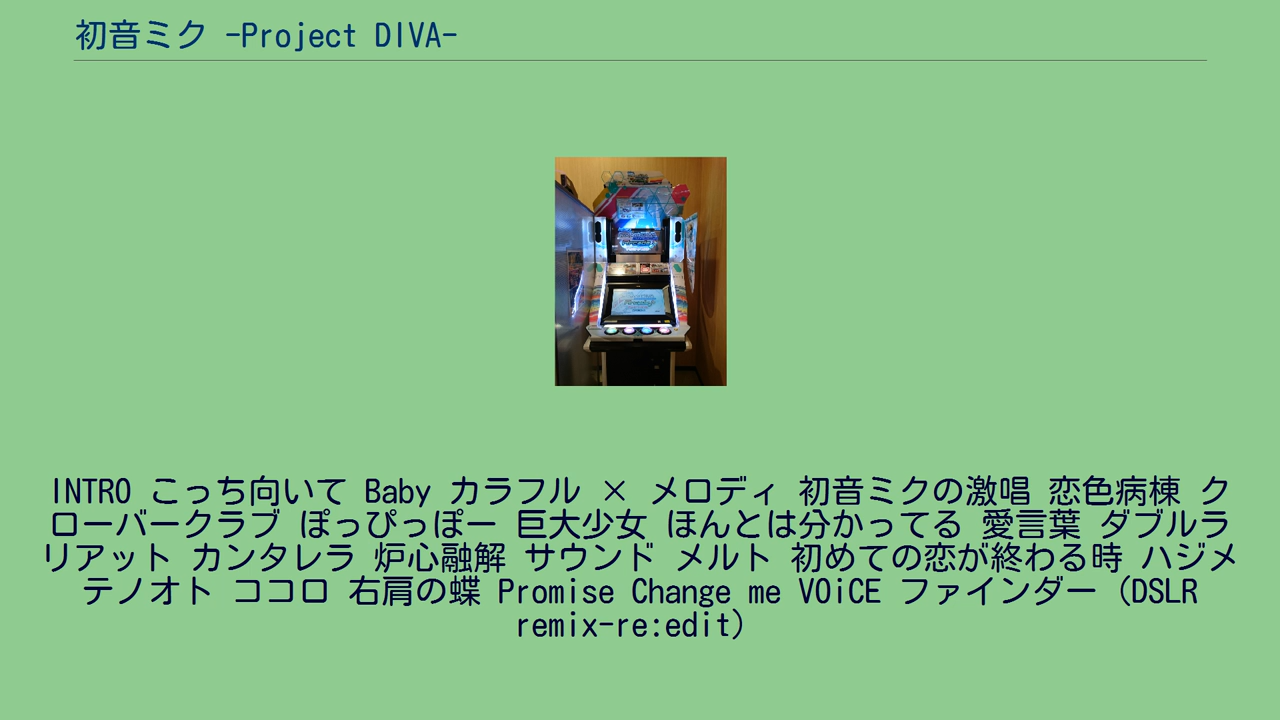 初音ミク -Project DIVA-
INTRO こっち向いて Baby カラフル × メロディ 初音ミクの激唱 恋色病棟 ク
ローバークラブ ぽっぴっぽー 巨大少女 ほんとは分かってる 愛言葉 ダブルラ
リアット カンタレラ 炉心融解 サウンド メルト 初めての恋が終わる時 ハジメ
テノオト ココロ 右肩の蝶 Promise Change me VOiCE ファインダー (DSLR
remix-re:edit)